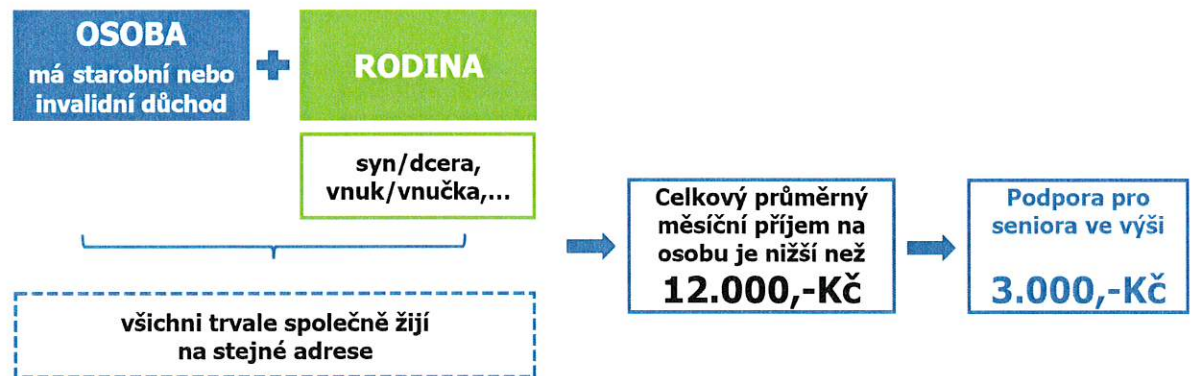 OSOBA
má starobní nebo
invalidní důchod
RODINA
syn/dcera,
vnuk/vnučka,...
všichni trvale společně žijí
na stejné adrese
Celkový průměrný
měsíční příjem na
osobu je nižší než
12.000,-Kč
Podpora pro
seniora ve výši
3.000,-Kč